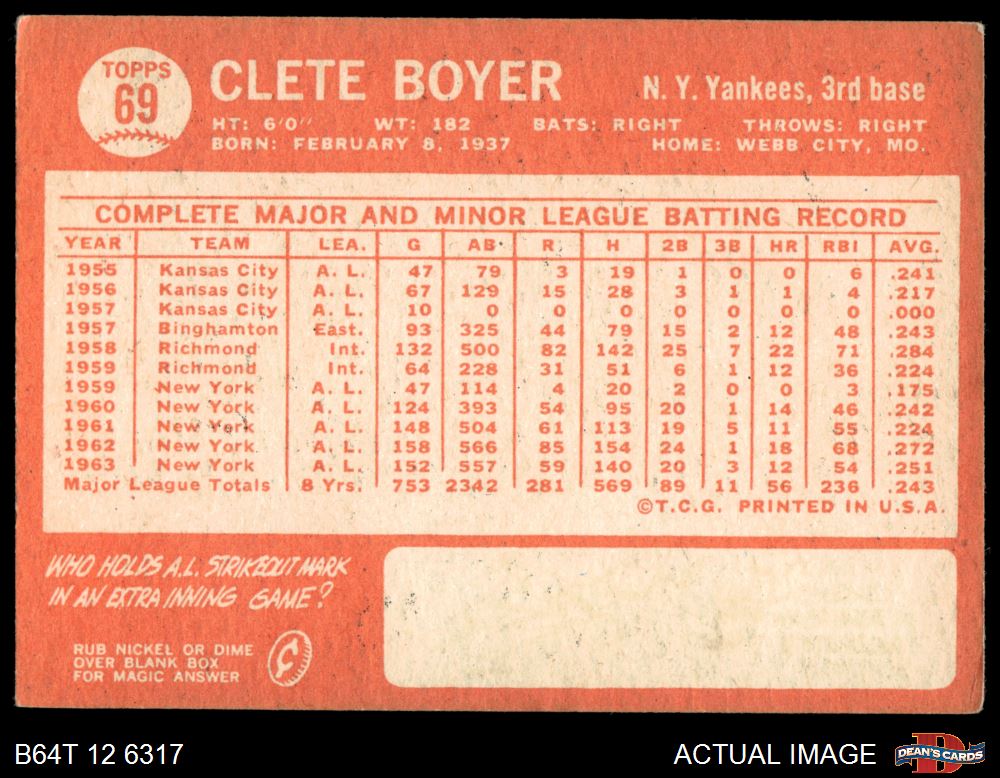 TOPPS
69
CLETE BOYER
N. Y. Yankees, 3rd base
HT: 6'0" WT: 182 BATS: RIGHT THROWS: RIGHT
BORN: FEBRUARY 8, 1937 HOME: WEBB CITY, MO.
COMPLETE MAJOR AND MINOR LEAGUE BATTING RECORD
YEAR TEAM LEA. G AB R H 2B 3B HR RBI AVG.
1955 Kansas City A. L. 47 79 3 19 1 0 0 6 .241
1956 Kansas City A. L. 67 129 15 28 3 1 1 4 .217
1957 Kansas City A. L. 10 0 0 0 0 0 0 0 .000
1957 Binghamton East. 93 325 44 79 15 2 12 48 .243
1958 Richmond Int. 132 500 82 142 25 7 22 71 .284
1959 Richmond Int. 64 228 31 51 6 1 12 36 .224
1959 New York A. L. 47 114 4 20 2 0 0 3 .175
1960 New York A. L. 124 393 54 95 20 1 14 46 .242
1961 New York A. L. 148 504 61 113 19 5 11 55 .224
1962 New York A. L. 158 566 85 154 24 1 18 68 .272
1963 New York A. L. 152 557 59 140 20 3 12 54 .251
Major League Totals 8 Yrs. 753 2342 281 569 89 11 56 236 .243
©T.C.G. PRINTED IN U.S.A.
WHO HOLDS A.L. STRIKEOUT MARK
IN AN EXTRA INNING GAME?
RUB NICKEL OR DIME
OVER BLANK BOX
FOR MAGIC ANSWER
¢
B64T 12 6317
ACTUAL IMAGE
D
DEAN'S CARDS